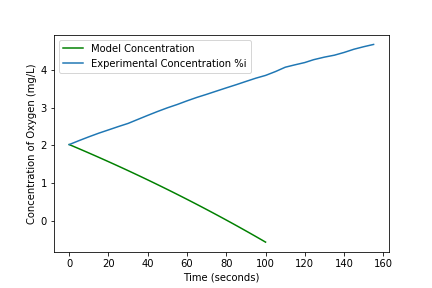 Model Concentration
Experimental Concentration %i
Concentration of Oxygen (mg/L)
4
3
2
1
0
0 20 40 60 80 100 120 140 160
Time (seconds)